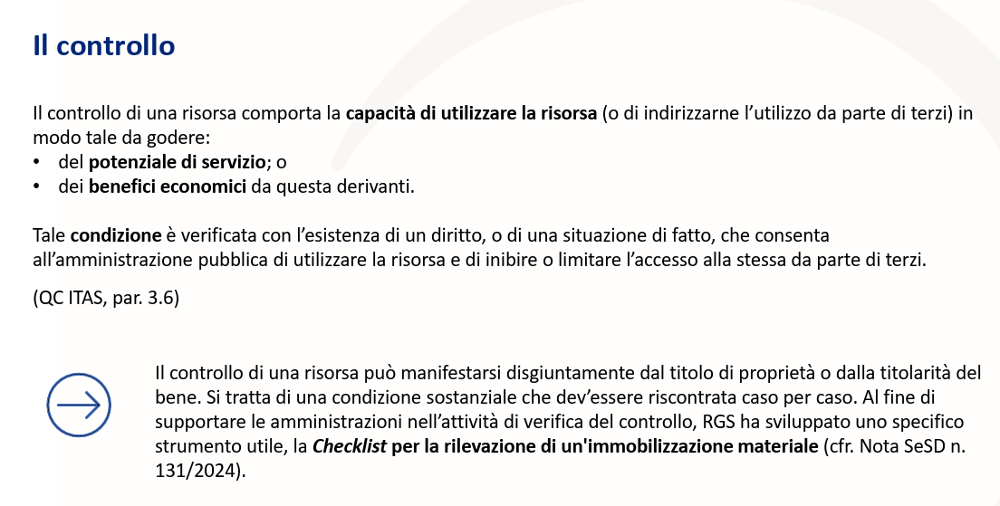 Il controllo
Il controllo di una risorsa comporta la capacità di utilizzare la risorsa (o di indirizzarne l’utilizzo da parte di terzi) in
modo tale da godere:
• del potenziale di servizio; o
• dei benefici economici da questa derivanti.
Tale condizione è verificata con l’esistenza di un diritto, o di una situazione di fatto, che consenta
all’amministrazione pubblica di utilizzare la risorsa e di inibire o limitare l’accesso alla stessa da parte di terzi.
(QC ITAS, par. 3.6)
Il controllo di una risorsa può manifestarsi disgiuntamente dal titolo di proprietà o dalla titolarità del
bene. Si tratta di una condizione sostanziale che dev’essere riscontrata caso per caso. Al fine di
supportare le amministrazioni nell’attività di verifica del controllo, RGS ha sviluppato uno specifico
strumento utile, la Checklist per la rilevazione di un'immobilizzazione materiale (cfr. Nota SeSD n.
131/2024).